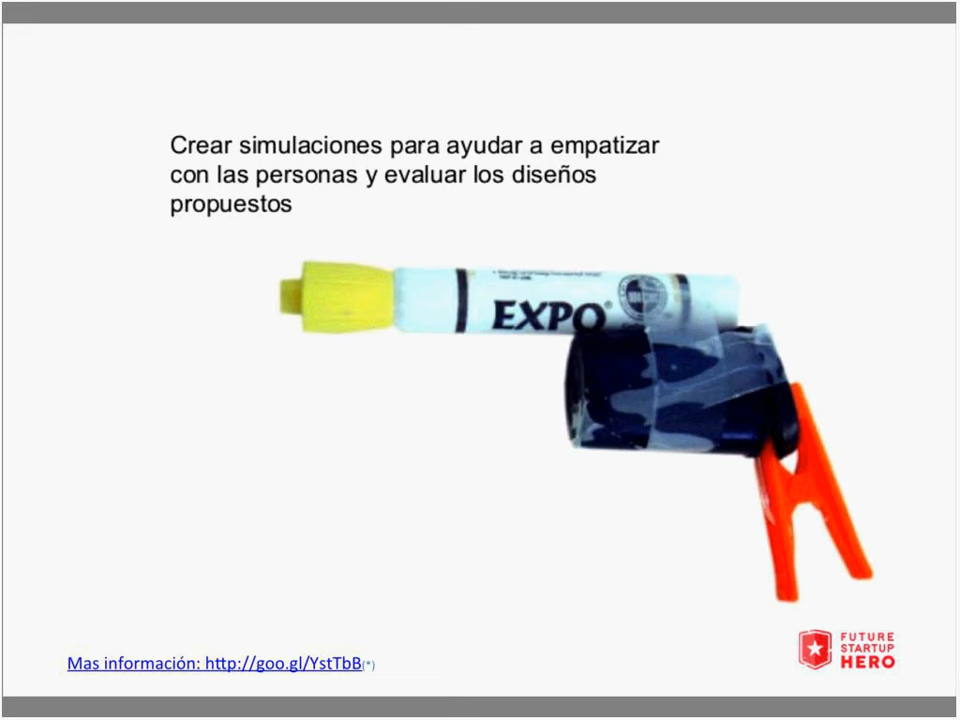 Crear simulaciones para ayudar a empatizar
con las personas y evaluar los diseños
propuestos
EXPO®
Mas información: http://goo.gl/YstTbB(*)
FUTURE
STARTUP
HERO